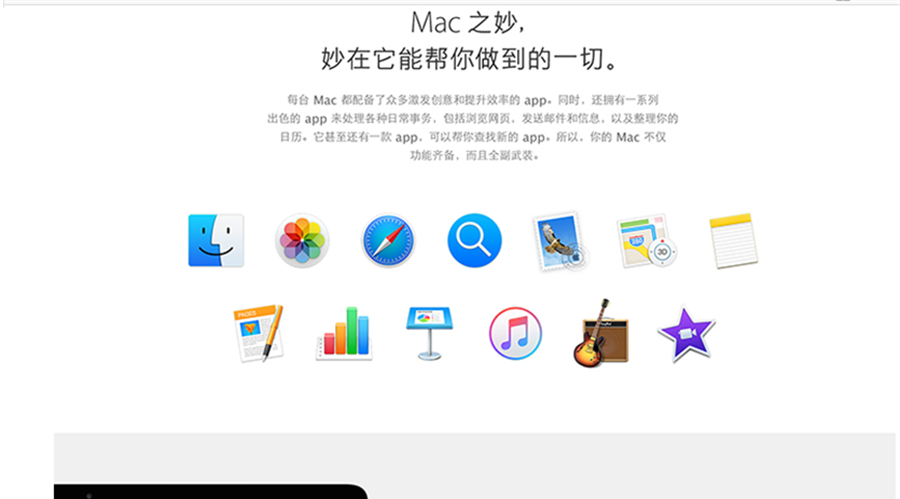 Mac 之妙，
妙在它能帮你做到的一切。
每台 Mac 都配备了众多激发创意和提升效率的 app。同时，还拥有一系列
出色的 app 来处理各种日常事务，包括浏览网页，发送邮件和信息，以及整理你的
日历。它甚至还有一款 app，可以帮你查找新的 app。所以，你的 Mac 不仅
功能齐备，而且全副武装。
280
3D
PAGES